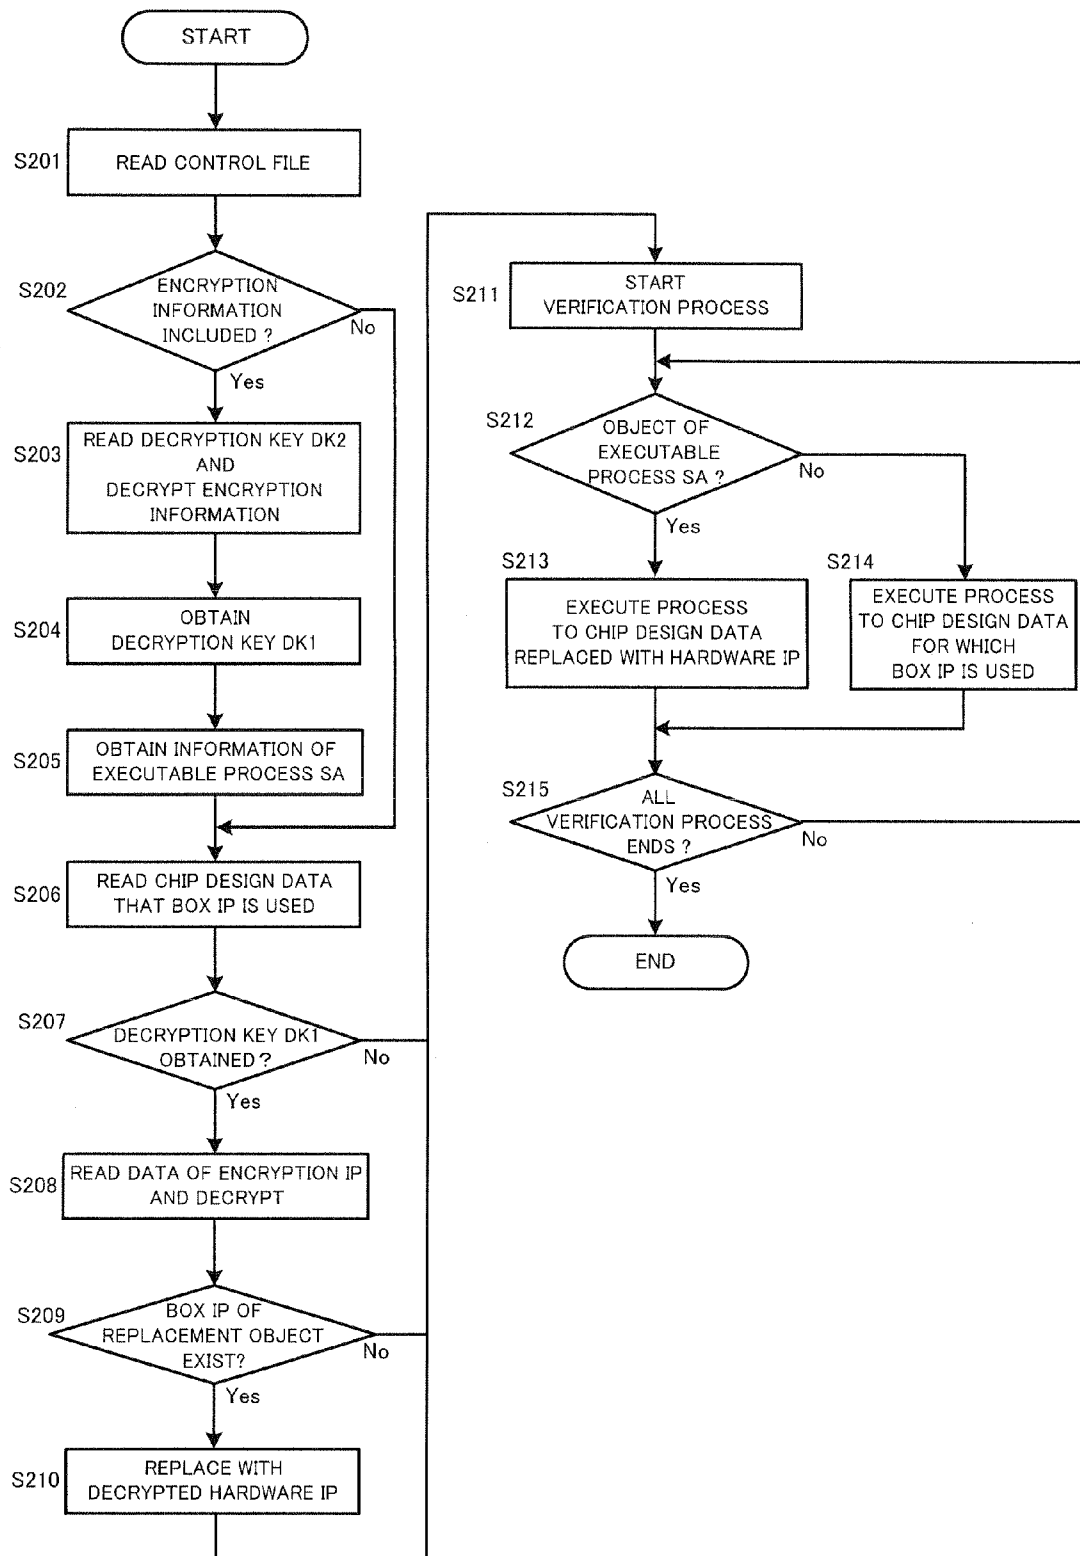 START
S201
READ CONTROL FILE
S202
ENCRYPTION
INFORMATION
INCLUDED ?
No
Yes
S203
READ DECRYPTION KEY DK2
AND
DECRYPT ENCRYPTION
INFORMATION
S204
OBTAIN
DECRYPTION KEY DK1
S205
OBTAIN INFORMATION OF
EXECUTABLE PROCESS SA
S206
READ CHIP DESIGN DATA
THAT BOX IP IS USED
S207
DECRYPTION KEY DK1
OBTAINED ?
No
Yes
S208
READ DATA OF ENCRYPTION IP
AND DECRYPT
S209
BOX IP OF
REPLACEMENT OBJECT
EXIST?
No
Yes
S210
REPLACE WITH
DECRYPTED HARDWARE IP
S211
START
VERIFICATION PROCESS
S212
OBJECT OF
EXECUTABLE
PROCESS SA ?
No
Yes
S213
EXECUTE PROCESS
TO CHIP DESIGN DATA
REPLACED WITH HARDWARE IP
S214
EXECUTE PROCESS
TO CHIP DESIGN DATA
FOR WHICH
BOX IP IS USED
S215
ALL
VERIFICATION PROCESS
ENDS ?
No
Yes
END